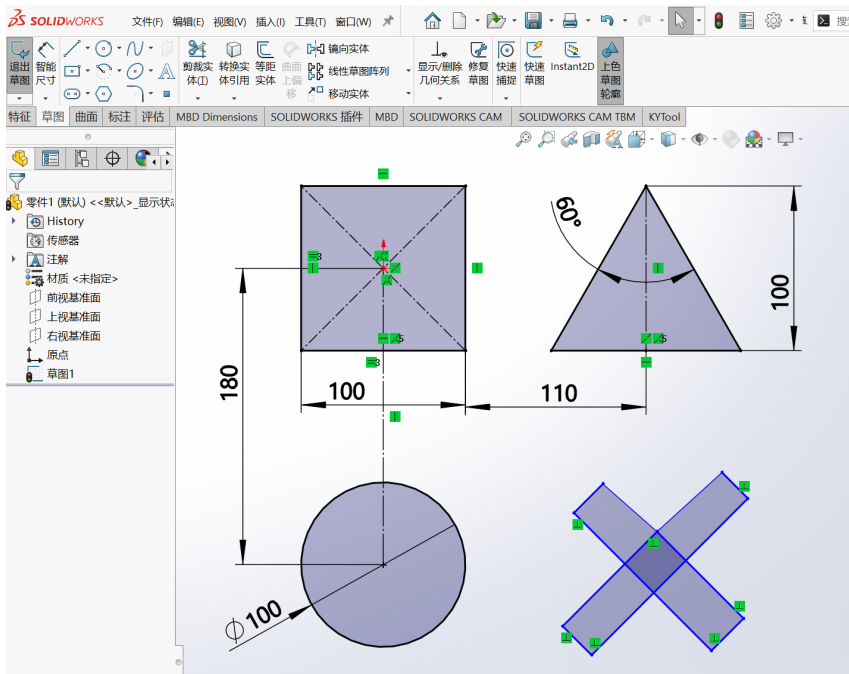 SOLIDWORKS 文件(F) 编辑(E) 视图(V) 插入(I) 工具(T) 窗口(W)
退出草图 智能尺寸 剪裁实体(T) 转换实体引用 等距实体 曲面上偏移 镜向实体 线性草图阵列 移动实体 显示/删除几何关系 修复草图 快速捕捉 快速草图 Instant2D 上色草图轮廓
特征 草图 曲面 标注 评估 MBD Dimensions SOLIDWORKS 插件 MBD SOLIDWORKS CAM SOLIDWORKS CAM TBM KYTool
零件1 (默认) <<默认>_显示状
History
传感器
注解
材质 <未指定>
前视基准面
上视基准面
右视基准面
原点
草图1
60°
3
100
5
5
3
180
100
110
∅100